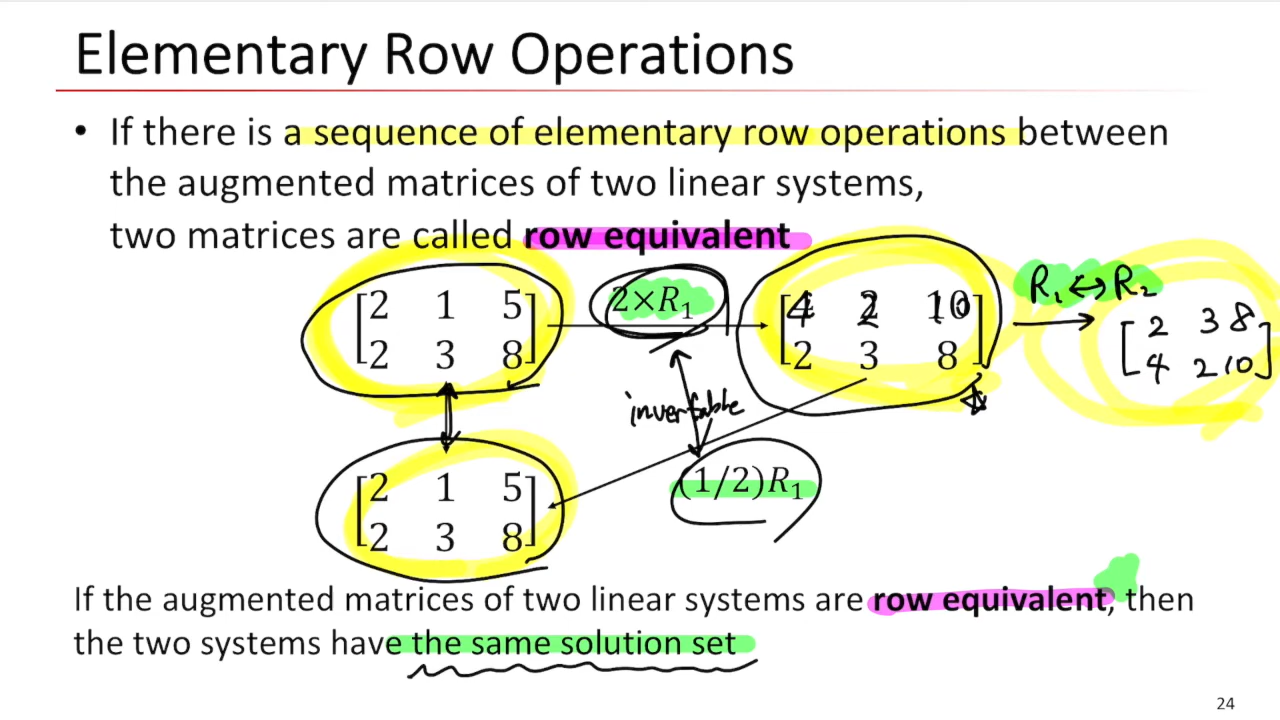 Elementary Row Operations
• If there is a sequence of elementary row operations between
the augmented matrices of two linear systems,
two matrices are called row equivalent
2 1 5
2 3 8
2×R₁
4 2 10
2 3 8
R₁ ↔ R₂
2 3 8
4 2 10
invertable
2 1 5
2 3 8
(1/2)R₁
If the augmented matrices of two linear systems are row equivalent, then
the two systems have the same solution set
24